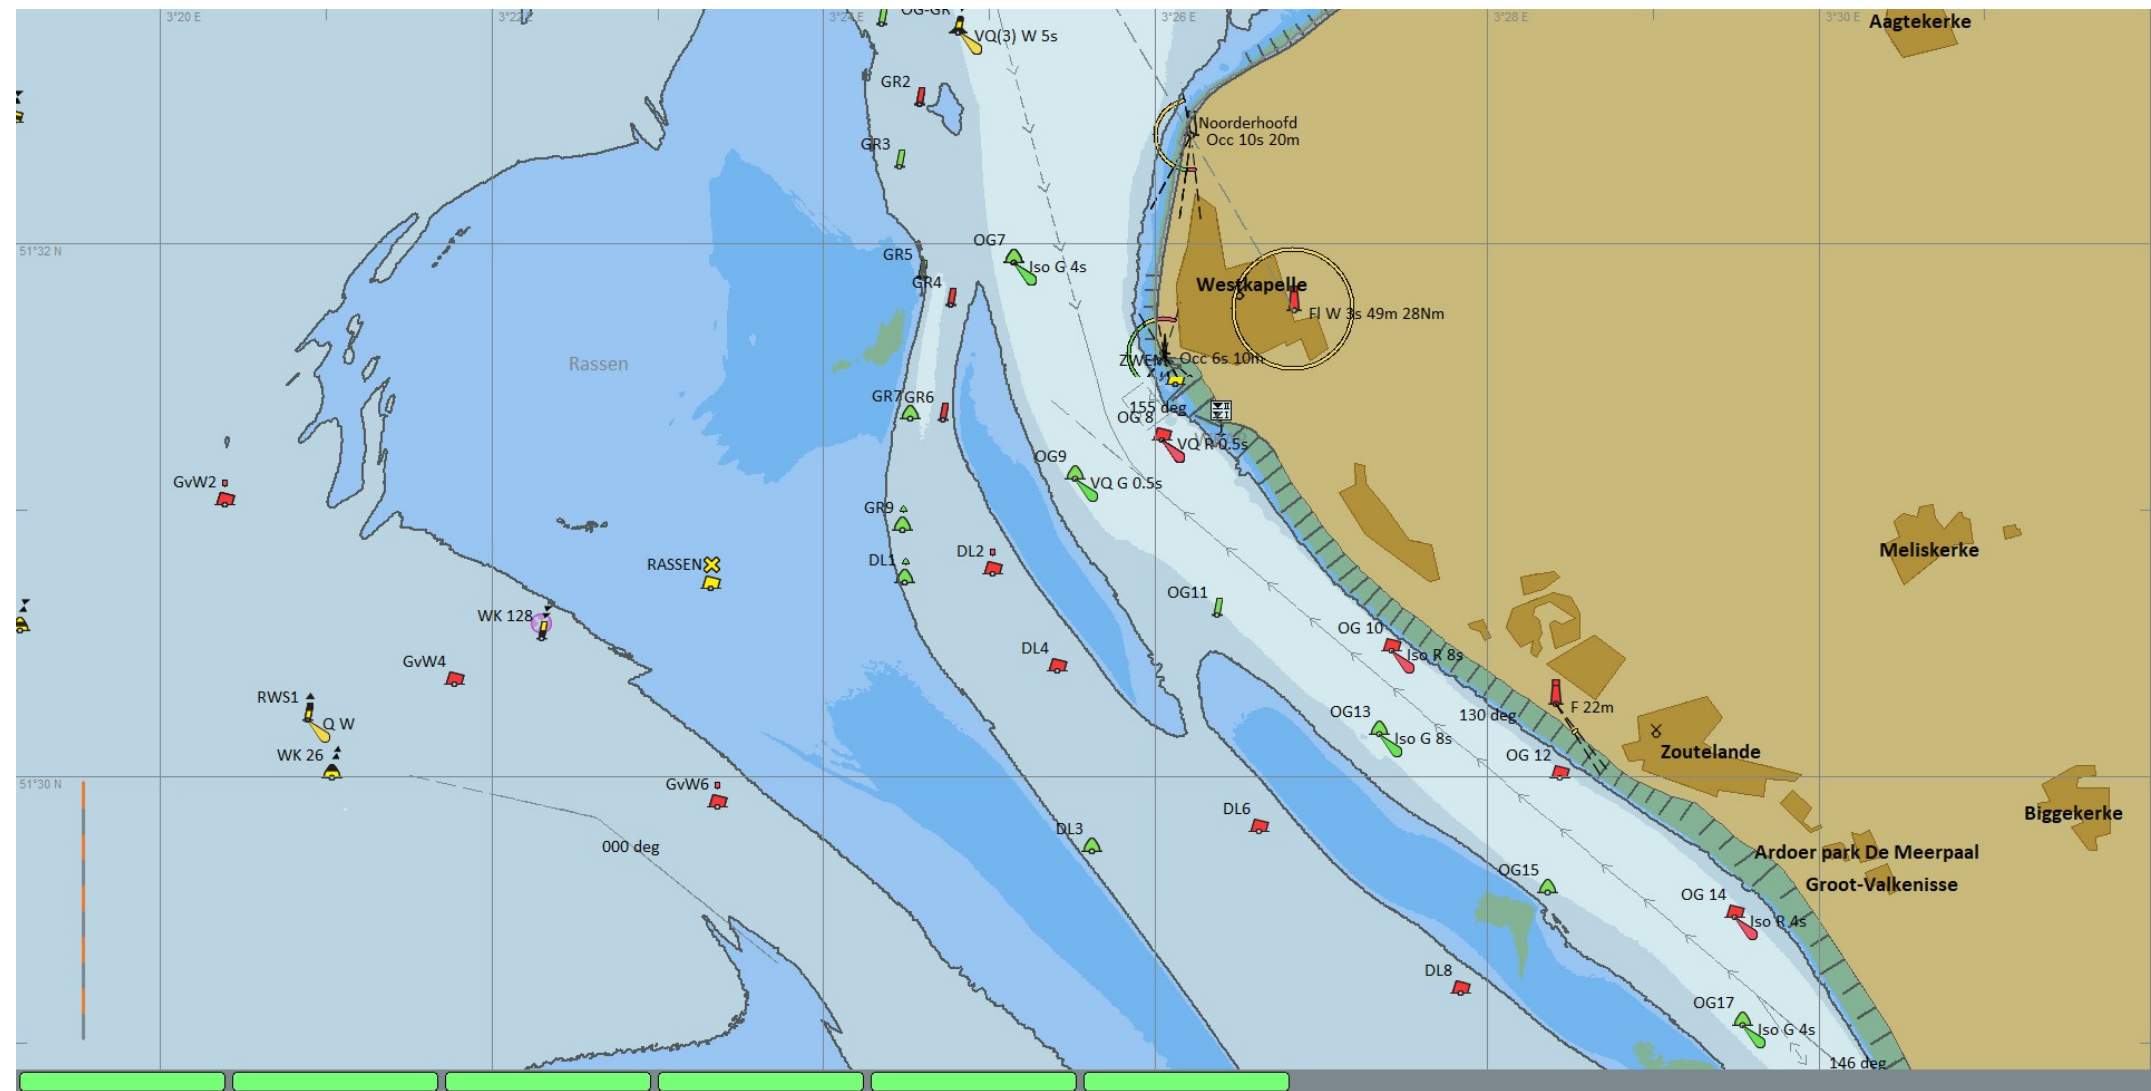 3°20 E
3°22 E
3°24 E
3°26 E
3°28 E
3°30 E
OG-GR
Aagtekerke
VQ(3) W 5s
GR2
Noorderhoofd
Occ 10s 20m
GR3
51°32 N
OG7
GR5
Iso G 4s
GR4
Westkapelle
Fl W 3s 49m 28Nm
Rassen
ZWEM
Occ 6s 10m
GR7
GR6
155 deg
OG 8
VQ R 0.5s
OG9
GvW2
VQ G 0.5s
GR9
Meliskerke
DL2
DL1
RASSEN
OG11
WK 128
OG 10
DL4
Iso R 8s
GvW4
RWS1
F 22m
OG13
130 deg
Q W
Iso G 8s
WK 26
OG 12
Zoutelande
51°30 N
GvW6
DL6
Biggekerke
DL3
000 deg
Ardoer park De Meerpaal
OG15
Groot-Valkenisse
OG 14
Iso R 4s
DL8
OG17
Iso G 4s
146 deg